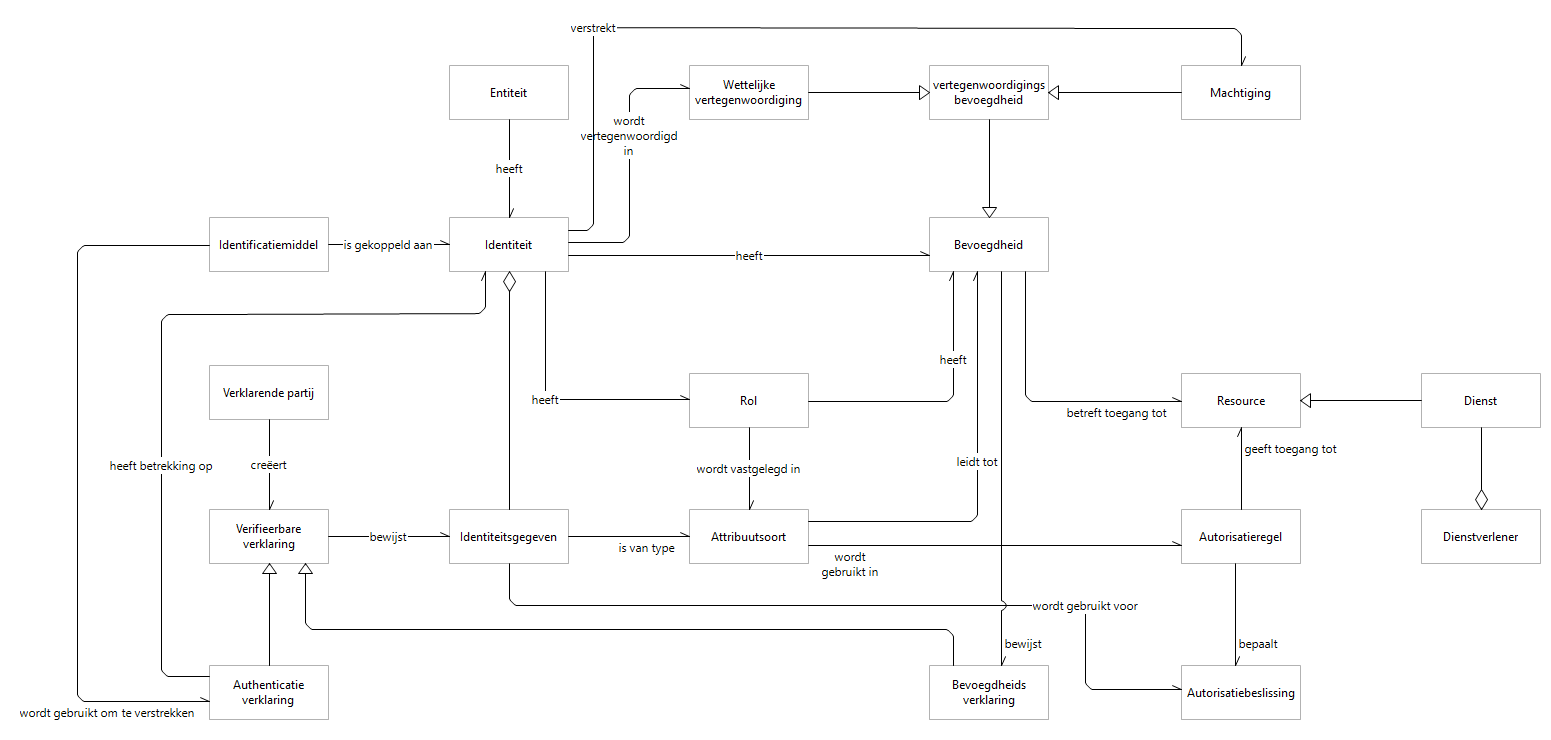 verstrekt
Entiteit
Wettelijke
vertegenwoordiging
vertegenwoordigings
bevoegdheid
Machtiging
wordt
vertegenwoordigd
in
heeft
Identificatiemiddel
is gekoppeld aan
Identiteit
heeft
Bevoegdheid
Verklarende partij
heeft
Rol
heeft
betreft toegang tot
Resource
Dienst
heeft betrekking op
creëert
wordt vastgelegd in
leidt tot
geeft toegang tot
Verifieerbare
verklaring
bewijst
Identiteitsgegeven
is van type
Attribuutsoort
wordt
gebruikt in
Autorisatieregel
Dienstverlener
wordt gebruikt voor
bewijst
bepaalt
Authenticatie
verklaring
Bevoegdheids
verklaring
Autorisatiebeslissing
wordt gebruikt om te verstrekken